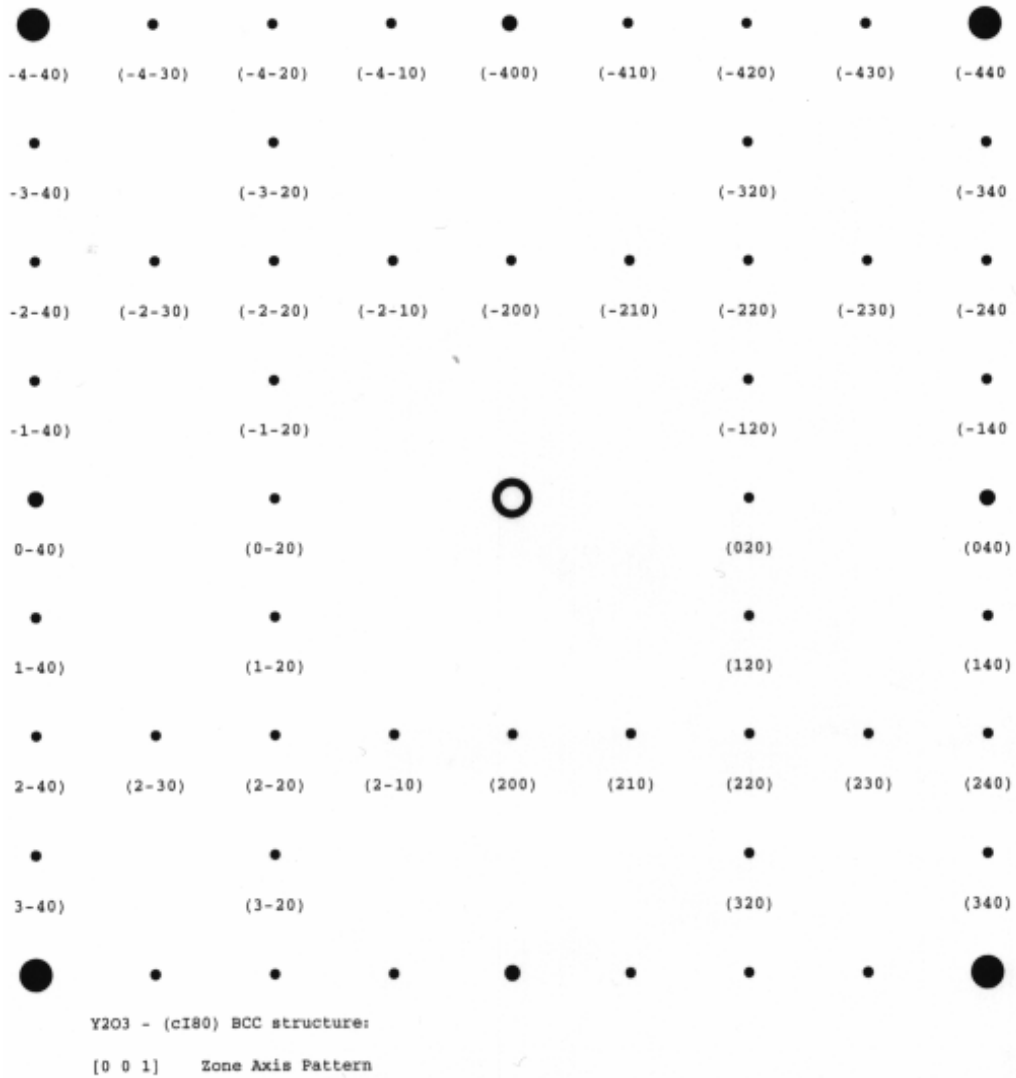 -4-40) (-4-30) (-4-20) (-4-10) (-400) (-410) (-420) (-430) (-440
-3-40) (-3-20) (-320) (-340
-2-40) (-2-30) (-2-20) (-2-10) (-200) (-210) (-220) (-230) (-240
-1-40) (-1-20) (-120) (-140
0-40) (0-20) (020) (040)
1-40) (1-20) (120) (140)
2-40) (2-30) (2-20) (2-10) (200) (210) (220) (230) (240)
3-40) (3-20) (320) (340)
Y2O3 - (cI80) BCC structure:
[0 0 1] Zone Axis Pattern